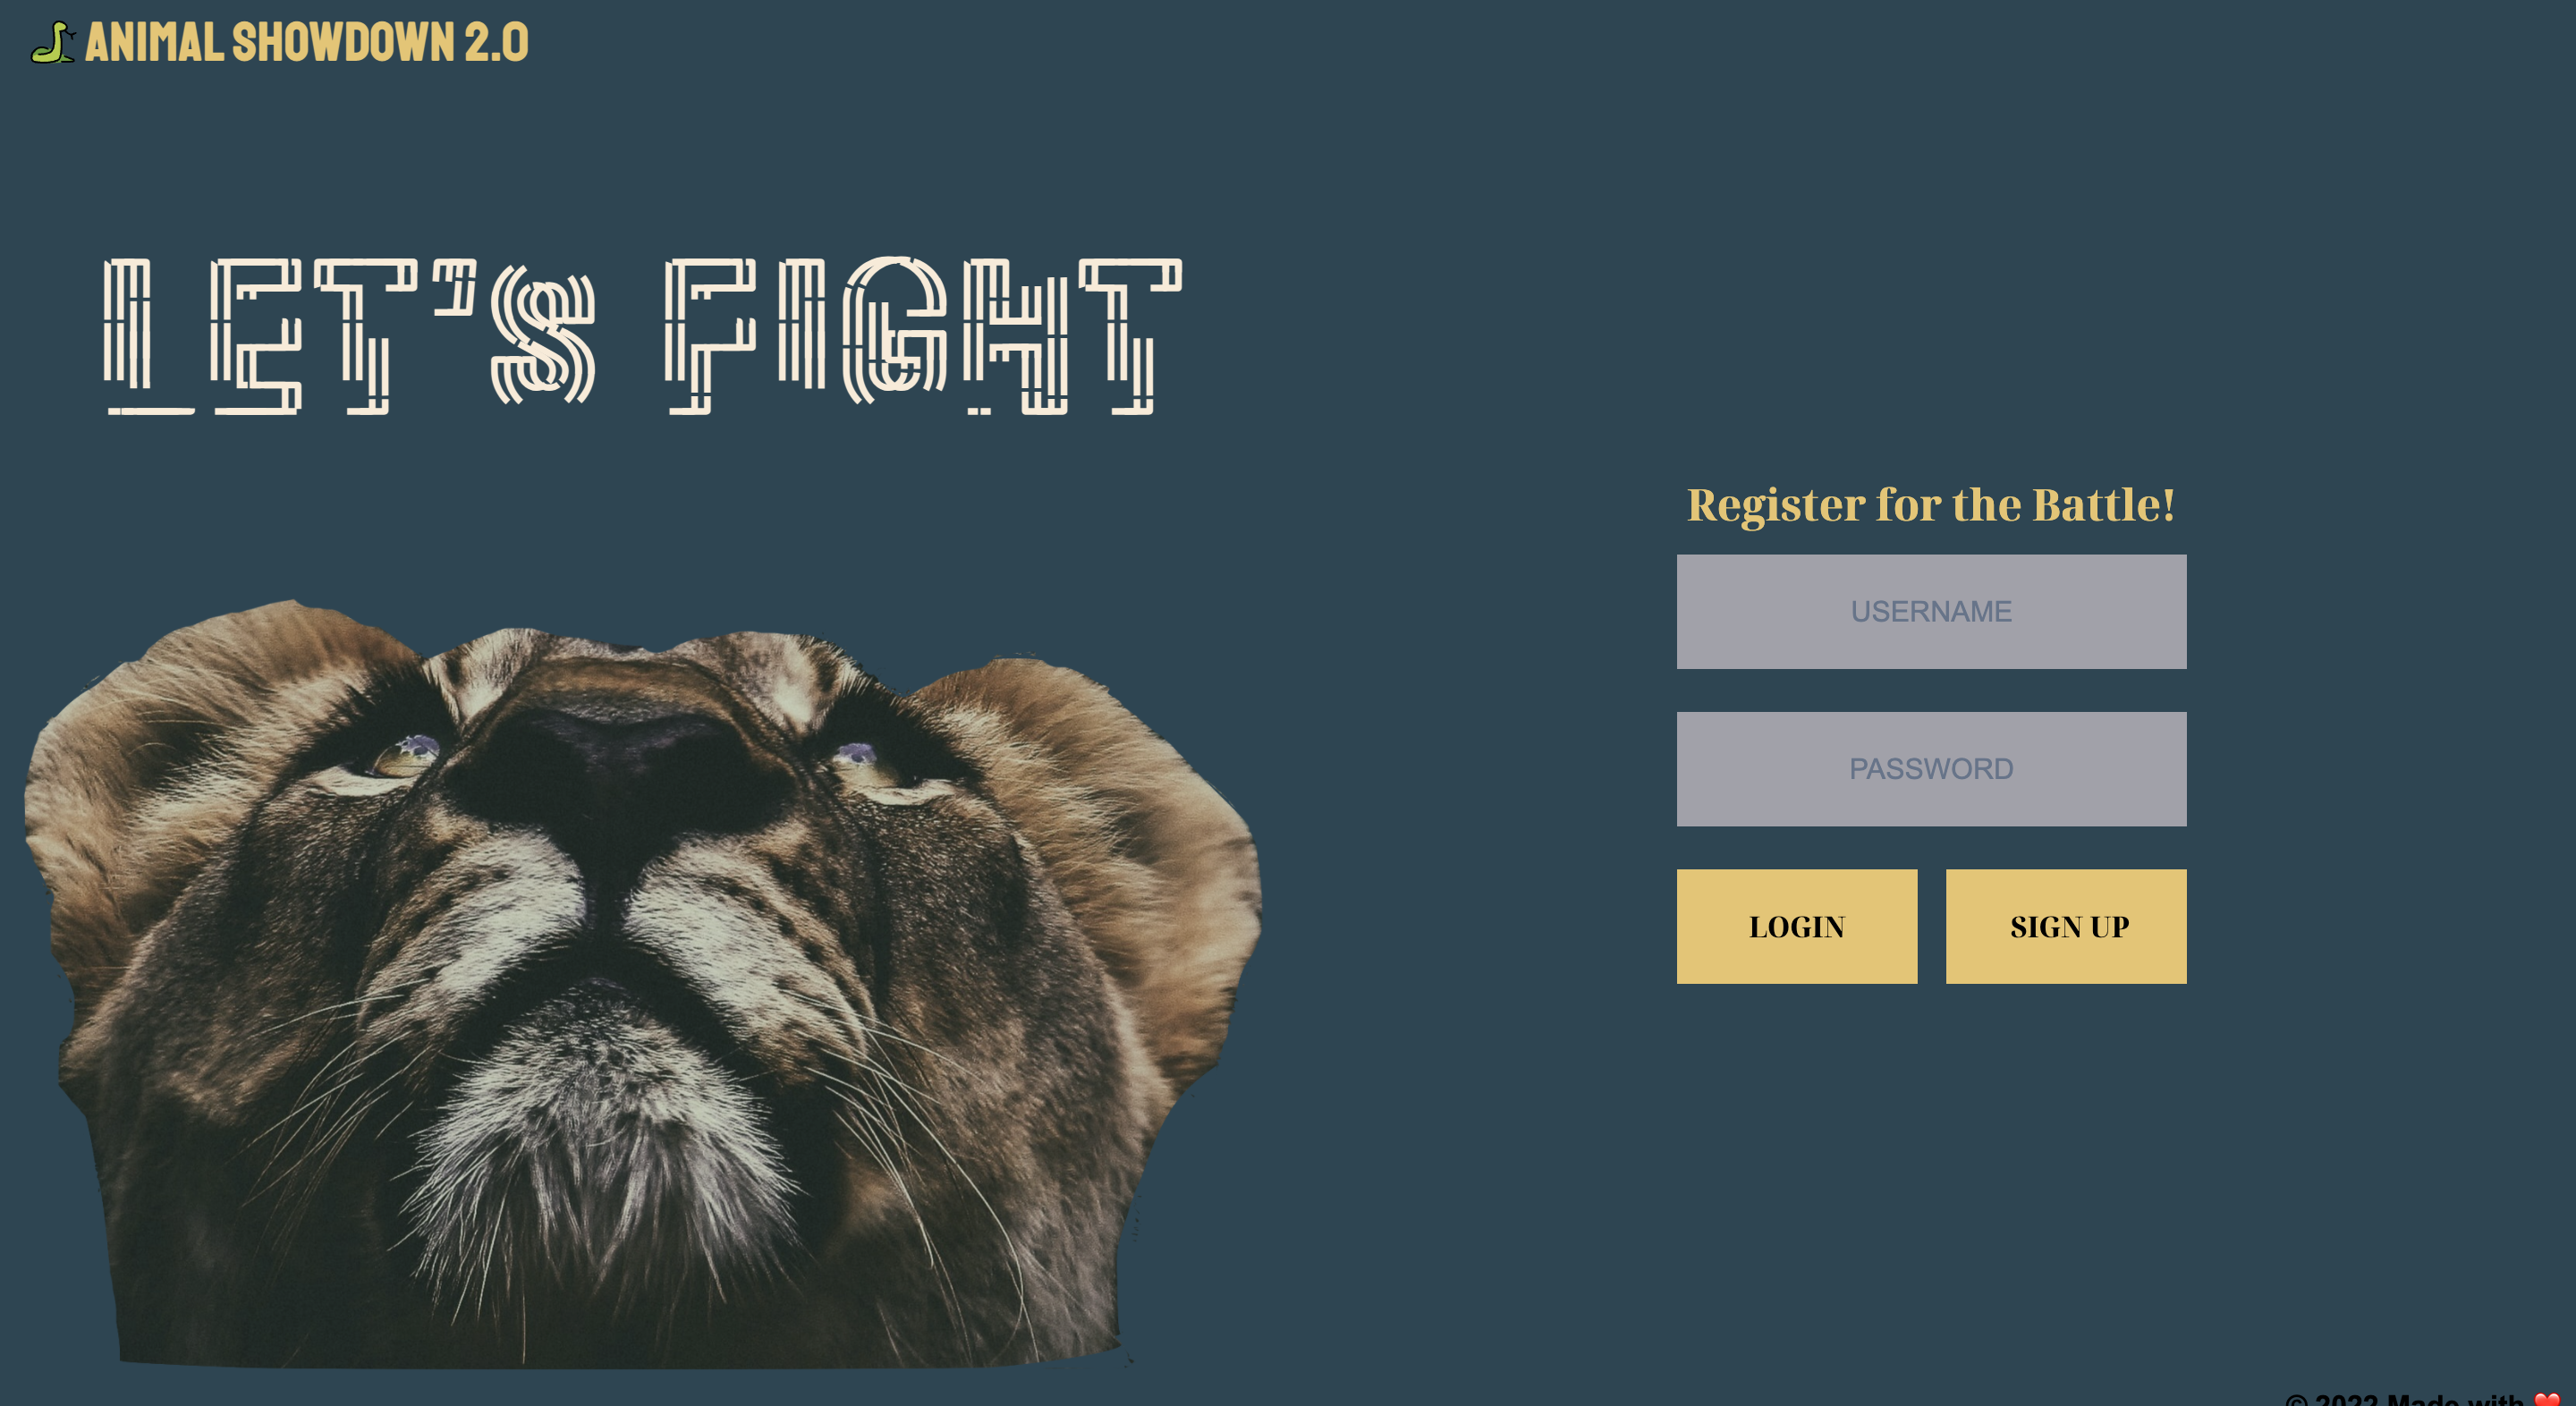 ANIMAL SHOWDOWN 2.0
LET'S FIGHT
Register for the Battle!
USERNAME
PASSWORD
LOGIN
SIGN UP
© 2022 Made with ❤️